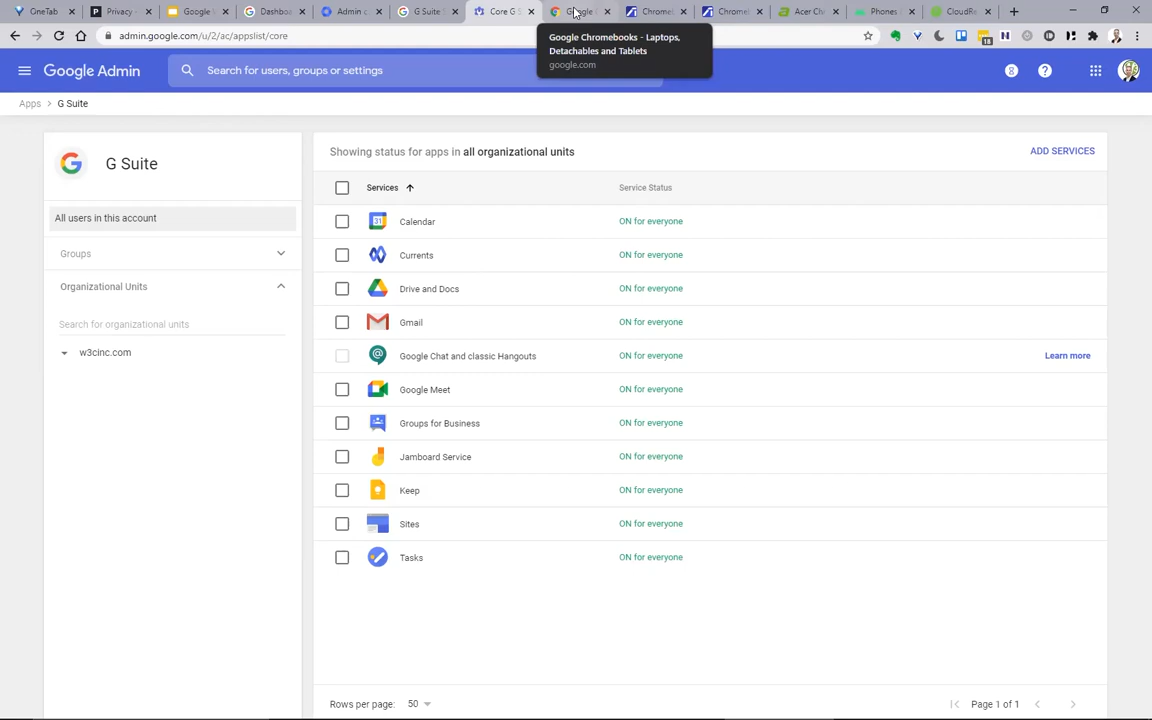 OneTab
Privacy -
Google M
Dashboa
Admin c
G Suite S
Core G S
Google C
Chromeb
Chromeb
Acer Ch
Phones
CloudRe
admin.google.com/u/2/ac/appslist/core
18
Google Chromebooks - Laptops,
Detachables and Tablets
google.com
Google Admin
Search for users, groups or settings
8
?
Apps > G Suite
G Suite
All users in this account
Groups
Organizational Units
Search for organizational units
w3cinc.com
Showing status for apps in all organizational units
ADD SERVICES
Services
Service Status
31
Calendar
ON for everyone
Currents
ON for everyone
Drive and Docs
ON for everyone
Gmail
ON for everyone
Google Chat and classic Hangouts
ON for everyone
Learn more
Google Meet
ON for everyone
Groups for Business
ON for everyone
Jamboard Service
ON for everyone
Keep
ON for everyone
Sites
ON for everyone
Tasks
ON for everyone
Rows per page: 50
Page 1 of 1